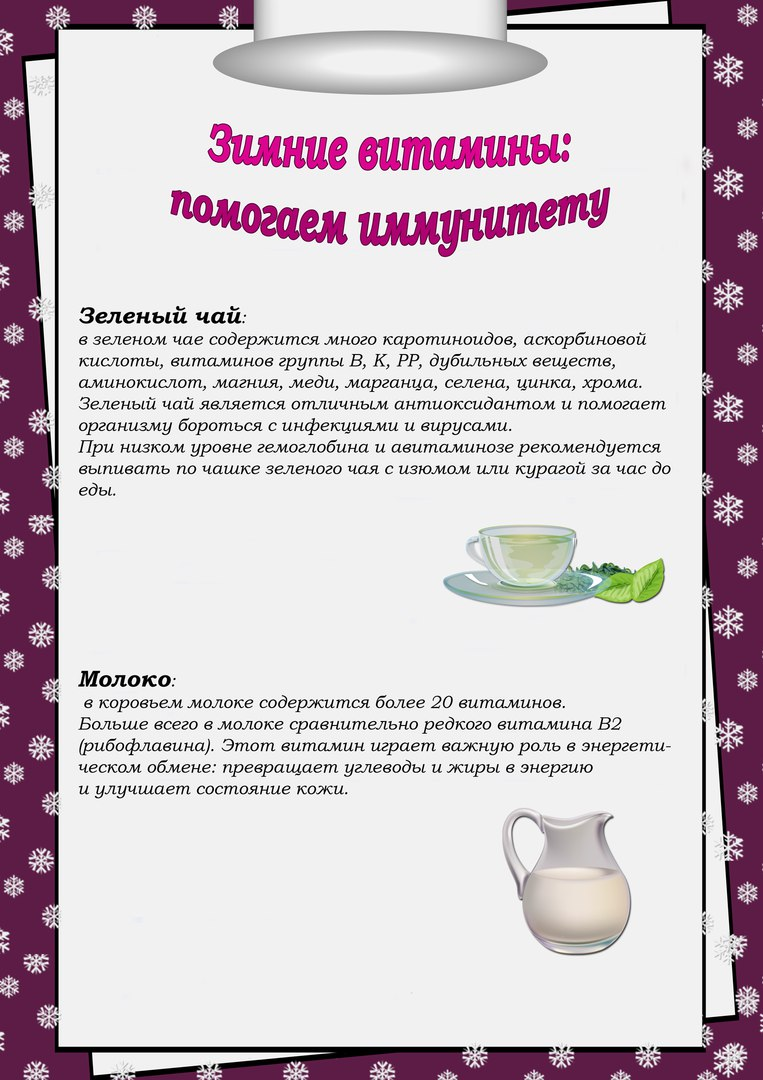 Зимние витамины:
помогаем иммунитету
Зеленый чай:
в зеленом чае содержится много каротиноидов, аскорбиновой
кислоты, витаминов группы В, К, РР, дубильных веществ,
аминокислот, магния, меди, марганца, селена, цинка, хрома.
Зеленый чай является отличным антиоксидантом и помогает
организму бороться с инфекциями и вирусами.
При низком уровне гемоглобина и авитаминозе рекомендуется
выпивать по чашке зеленого чая с изюмом или курагой за час до
еды.
Молоко:
в коровьем молоке содержится более 20 витаминов.
Больше всего в молоке сравнительно редкого витамина В2
(рибофлавина). Этот витамин играет важную роль в энергети-
ческом обмене: превращает углеводы и жиры в энергию
и улучшает состояние кожи.